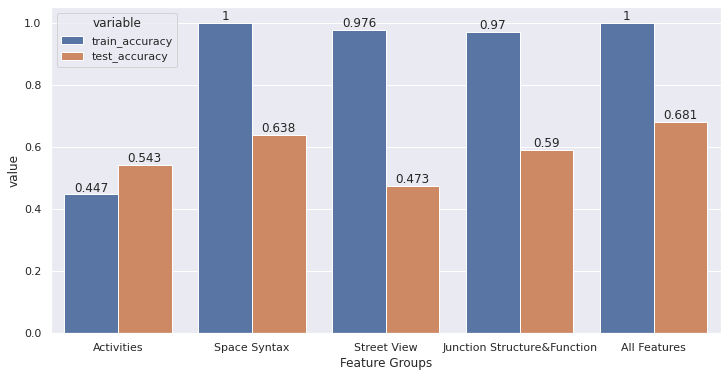 variable
train_accuracy
test_accuracy
1.0
0.8
0.6
0.4
0.2
0.0
value
0.447
0.543
1
0.638
0.976
0.473
0.97
0.59
1
0.681
Activities
Space Syntax
Street View
Junction Structure&Function
All Features
Feature Groups